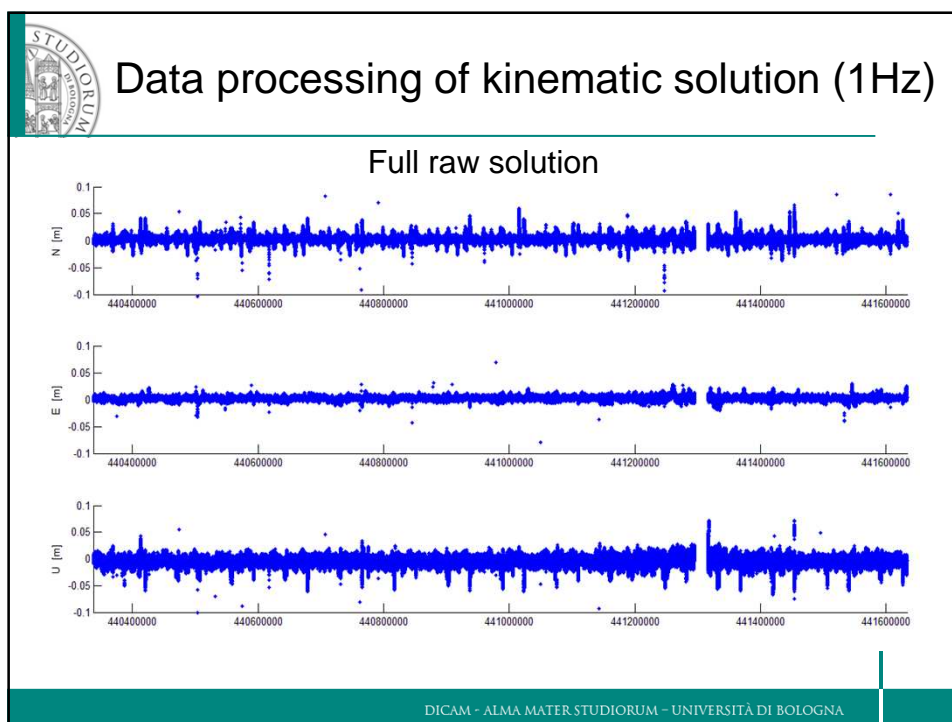 STUDIORUM
DI BOLOGNA
Data processing of kinematic solution (1Hz)
Full raw solution
0.1
0.05
0
-0.05
-0.1
N [m]
440400000 440600000 440800000 441000000 441200000 441400000 441600000
0.1
0.05
0
-0.05
-0.1
E [m]
440400000 440600000 440800000 441000000 441200000 441400000 441600000
0.1
0.05
0
-0.05
-0.1
U [m]
440400000 440600000 440800000 441000000 441200000 441400000 441600000
DICAM - ALMA MATER STUDIORUM – UNIVERSITÀ DI BOLOGNA